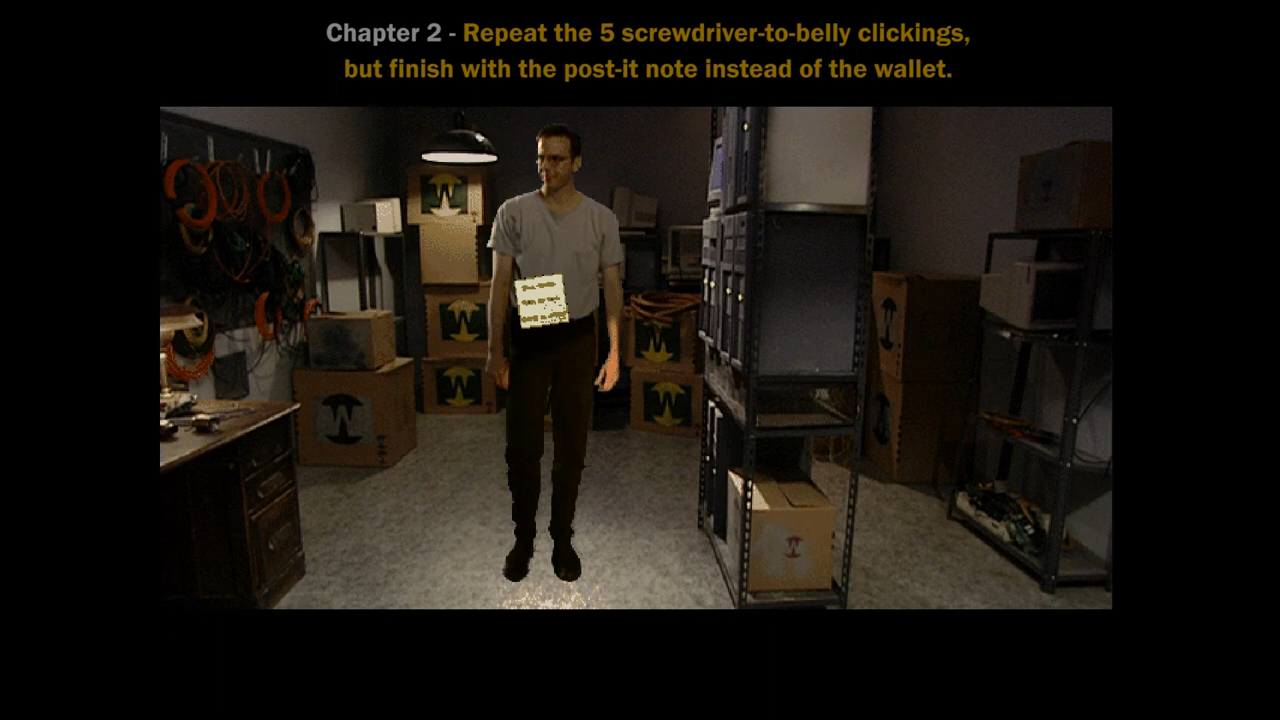 Chapter 2 - Repeat the 5 screwdriver-to-belly clickings,
but finish with the post-it note instead of the wallet.
W
W
W
W
W
W
W